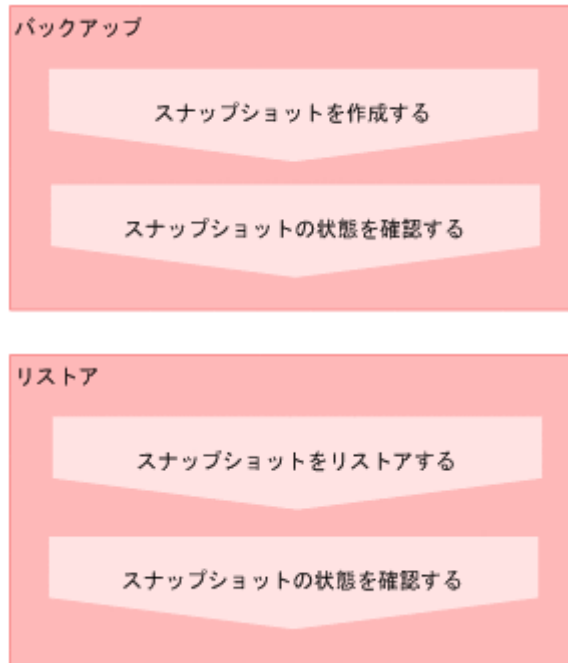 バックアップ
スナップショットを作成する
スナップショットの状態を確認する
リストア
スナップショットをリストアする
スナップショットの状態を確認する